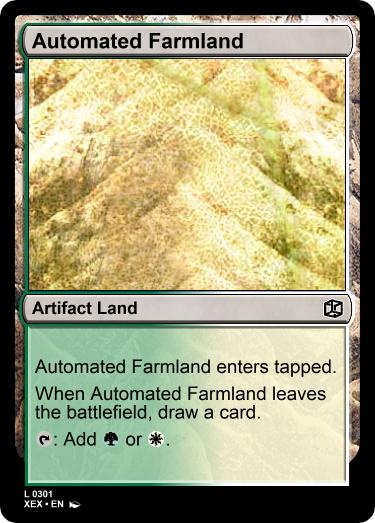 Automated Farmland
Artifact Land
Automated Farmland enters tapped.
When Automated Farmland leaves
the battlefield, draw a card.
: Add or .
L 0301
XEX • EN